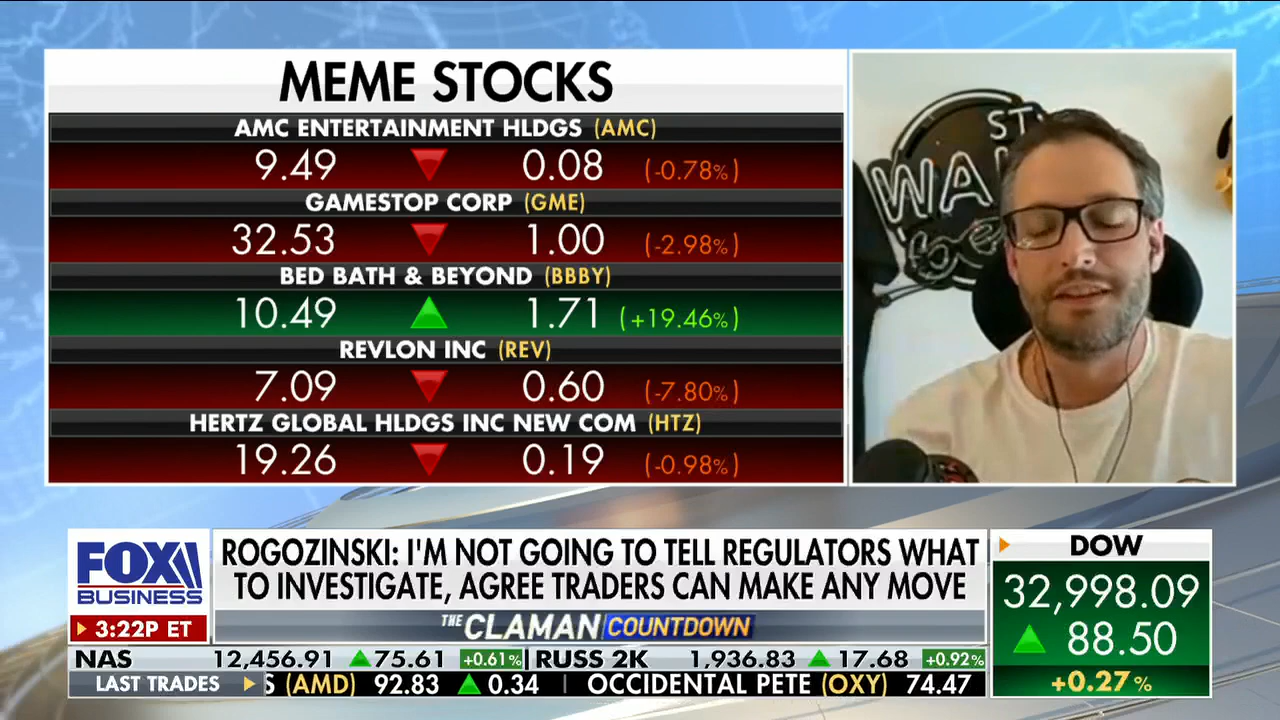 MEME STOCKS
AMC ENTERTAINMENT HLDGS (AMC)
9.49 ▼ 0.08 (-0.78%)
GAMESTOP CORP (GME)
32.53 ▼ 1.00 (-2.98%)
BED BATH & BEYOND (BBBY)
10.49 ▲ 1.71 (+19.46%)
REVLON INC (REV)
7.09 ▼ 0.60 (-7.80%)
HERTZ GLOBAL HLDGS INC NEW COM (HTZ)
19.26 ▼ 0.19 (-0.98%)
ST
WA
FOX
BUSINESS
3:22P ET
ROGOZINSKI: I'M NOT GOING TO TELL REGULATORS WHAT
TO INVESTIGATE, AGREE TRADERS CAN MAKE ANY MOVE
THE CLAMAN COUNTDOWN
DOW
32,998.09
▲ 88.50
+0.27%
NAS 12,456.91 ▲ 75.61 +0.61% RUSS 2K 1,936.83 ▲ 17.68 +0.92%
LAST TRADES S (AMD) 92.83 ▲ 0.34 | OCCIDENTAL PETE (OXY) 74.47